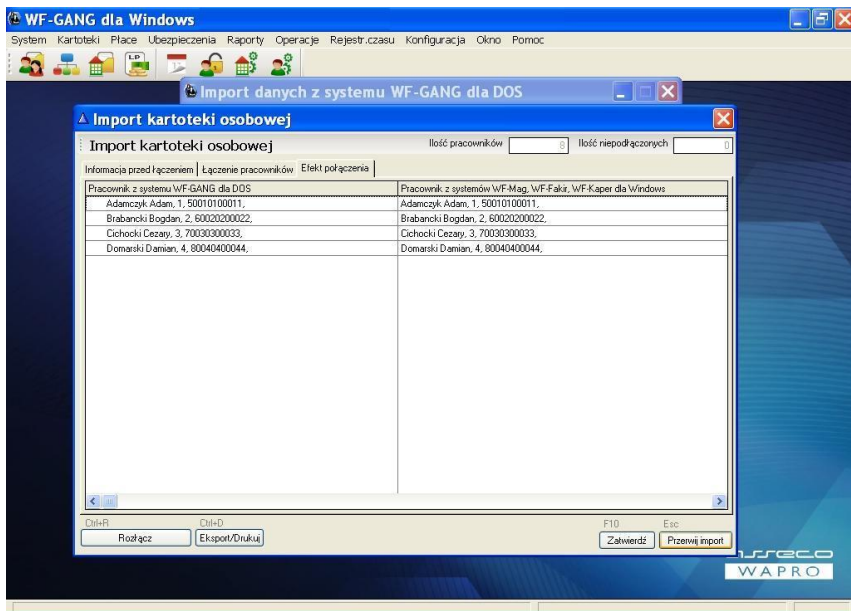 WF-GANG dla Windows
System Kartoteki Płace Ubezpieczenia Raporty Operacje Rejestr.czasu Konfiguracja Okno Pomoc
LP
Import danych z systemu WF-GANG dla DOS
Import kartoteki osobowej
Import kartoteki osobowej
Ilość pracowników 8 Ilość niepodłączonych 0
Informacja przed łączeniem Łączenie pracowników Efekt połączenia
Pracownik z systemu WF-GANG dla DOS Pracownik z systemów WF-Mag, WF-Fakir, WF-Kaper dla Windows
Adamczyk Adam, 1, 50010100011, Adamczyk Adam, 1, 50010100011,
Brabancki Bogdan, 2, 60020200022, Brabancki Bogdan, 2, 60020200022,
Cichocki Cezary, 3, 70030300033, Cichocki Cezary, 3, 70030300033,
Domarski Damian, 4, 80040400044, Domarski Damian, 4, 80040400044,
Ctrl+R Ctrl+D F10 Esc
Rozłącz Eksport/Drukuj Zatwierdź Przerwij import
asseco
WAPRO